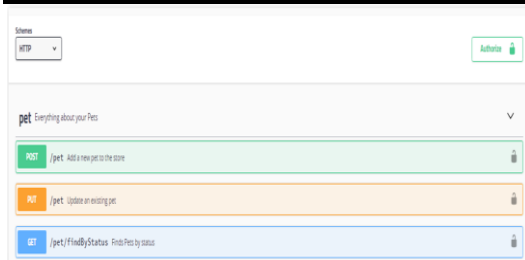 Schemes
HTTP
Authorize
pet Everything about your Pets
POST /pet Add a new pet to the store
PUT /pet Update an existing pet
GET /pet/findByStatus Finds Pets by status